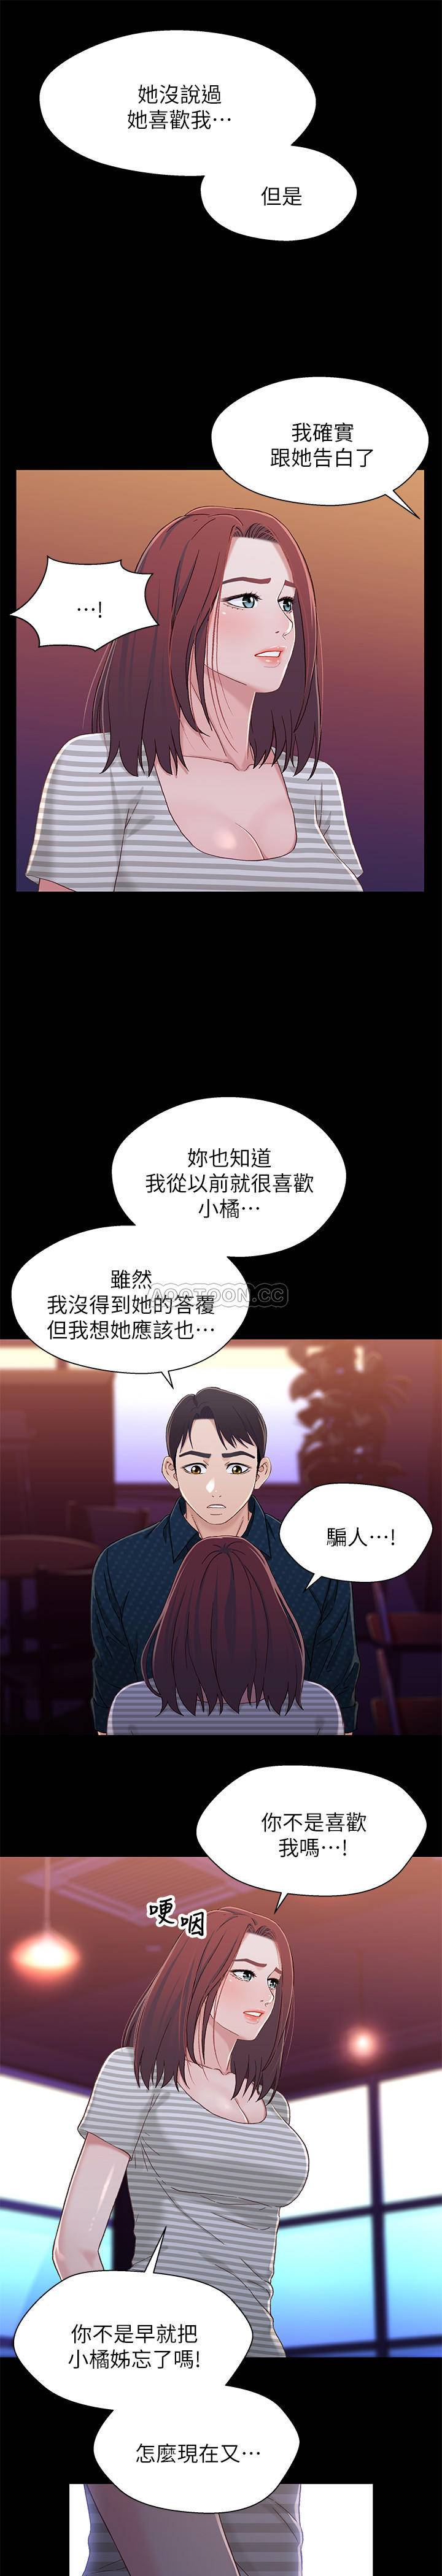 她沒說過
她喜歡我…
但是
我確實
跟她告白了
…!
妳也知道
我從以前就很喜歡
小橘…
雖然
我沒得到她的答覆
但我想她應該也…
AQQTOON.CC
騙人…!
你不是喜歡
我嗎…!
哽咽
你不是早就把
小橘姊忘了嗎!
怎麼現在又…